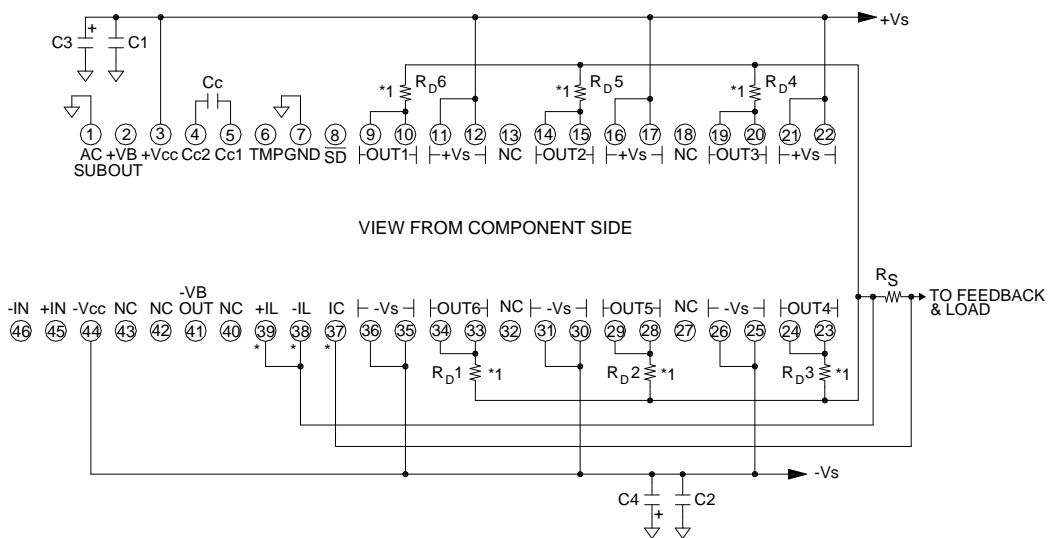 +Vs
C3 + C1
RD6 RD5 RD4
*1 *1 *1
Cc
1 2 3 4 5 6 7 8 9 10 11 12 13 14 15 16 17 18 19 20 21 22
AC +VB +Vcc Cc2 Cc1 TMP GND SD OUT1 +Vs NC OUT2 +Vs NC OUT3 +Vs
SUB OUT
VIEW FROM COMPONENT SIDE
RS
TO FEEDBACK
& LOAD
-VB
-IN +IN -Vcc NC NC OUT NC +IL -IL IC -Vs OUT6 NC -Vs OUT5 NC -Vs OUT4
46 45 44 43 42 41 40 39 38 37 36 35 34 33 32 31 30 29 28 27 26 25 24 23
* * *
RD1 *1 RD2 *1 RD3 *1
-Vs
C4 + C2